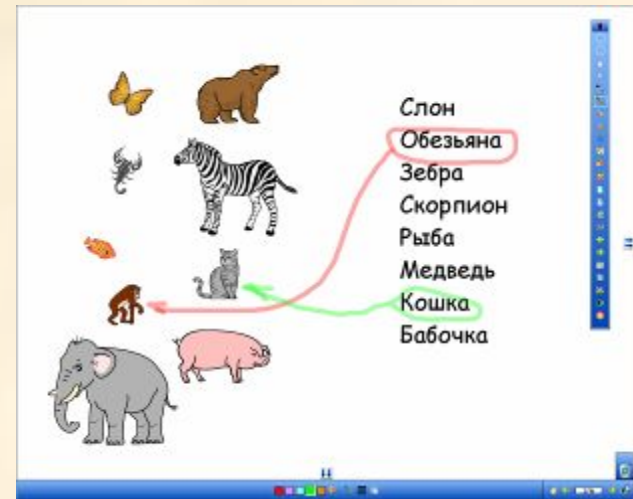 Слон
Обезьяна
Зебра
Скорпион
Рыба
Медведь
Кошка
Бабочка